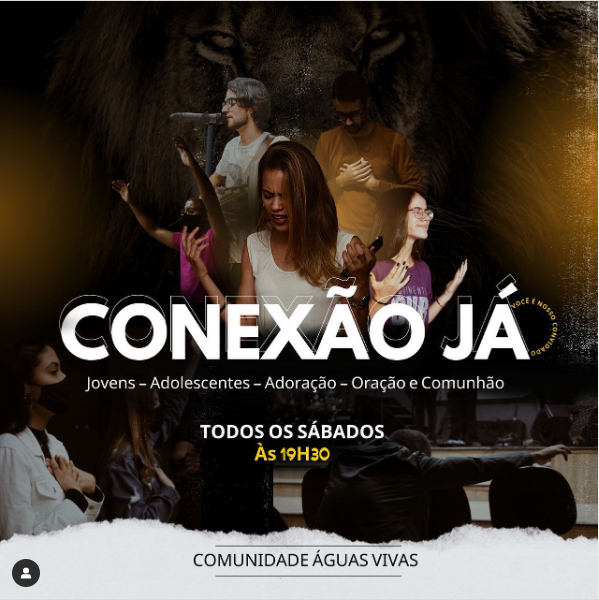 CONEXÃO JÁ
VOCÊ É NOSSO CONVIDADO
Jovens – Adolescentes – Adoração – Oração e Comunhão
TODOS OS SÁBADOS
Às 19H30
COMUNIDADE ÁGUAS VIVAS